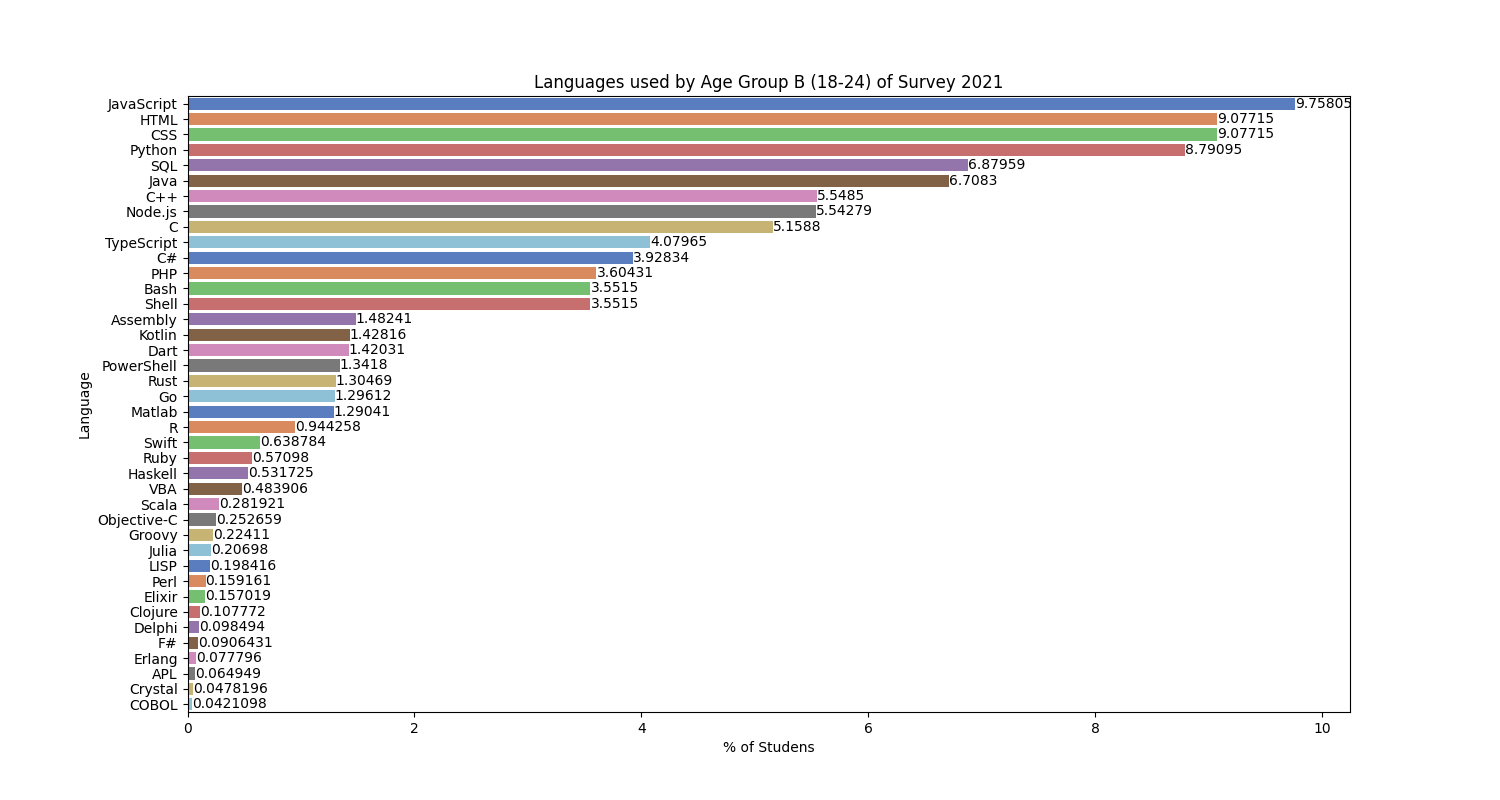 Languages used by Age Group B (18-24) of Survey 2021
JavaScript 9.75805
HTML 9.07715
CSS 9.07715
Python 8.79095
SQL 6.87959
Java 6.7083
C++ 5.5485
Node.js 5.54279
C 5.1588
TypeScript 4.07965
C# 3.92834
PHP 3.60431
Bash 3.5515
Shell 3.5515
Assembly 1.48241
Kotlin 1.42816
Dart 1.42031
PowerShell 1.3418
Rust 1.30469
Go 1.29612
Matlab 1.29041
R 0.944258
Swift 0.638784
Ruby 0.57098
Haskell 0.531725
VBA 0.483906
Scala 0.281921
Objective-C 0.252659
Groovy 0.22411
Julia 0.20698
LISP 0.198416
Perl 0.159161
Elixir 0.157019
Clojure 0.107772
Delphi 0.098494
F# 0.0906431
Erlang 0.077796
APL 0.064949
Crystal 0.0478196
COBOL 0.0421098
Language
0 2 4 6 8 10
% of Studens